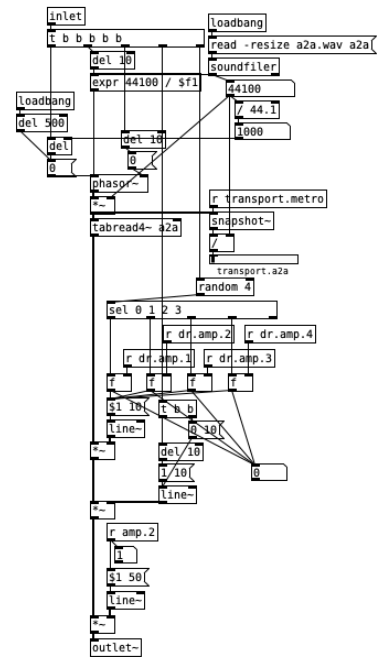 inlet
loadbang
t b b b b b
read -resize a2a.wav a2a
del 10
soundfiler
expr 44100 / $f1
44100
loadbang
/ 44.1
del 500
1000
del
del 10
0
0
phasor~
*~
r transport.metro
tabread4~ a2a
snapshot~
/
transport.a2a
random 4
sel 0 1 2 3
r dr.amp.2
r dr.amp.4
r dr.amp.1
r dr.amp.3
f
f
f
f
$1 10
t b b
line~
0 10
*~
del 10
1 10
0
line~
*~
r amp.2
1
$1 50
line~
*~
outlet~